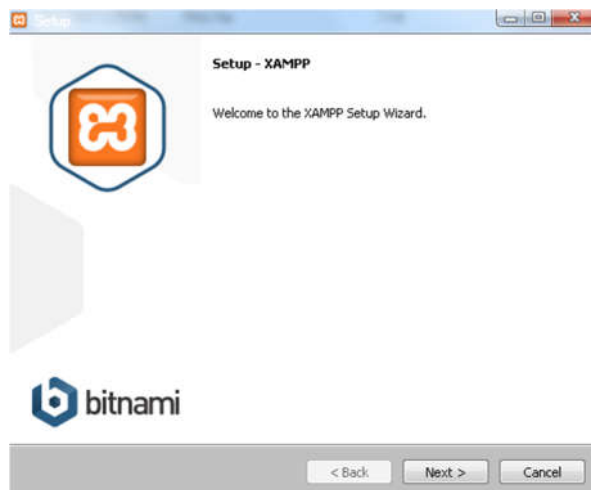 Setup
Setup - XAMPP
Welcome to the XAMPP Setup Wizard.
bitnami
< Back
Next >
Cancel